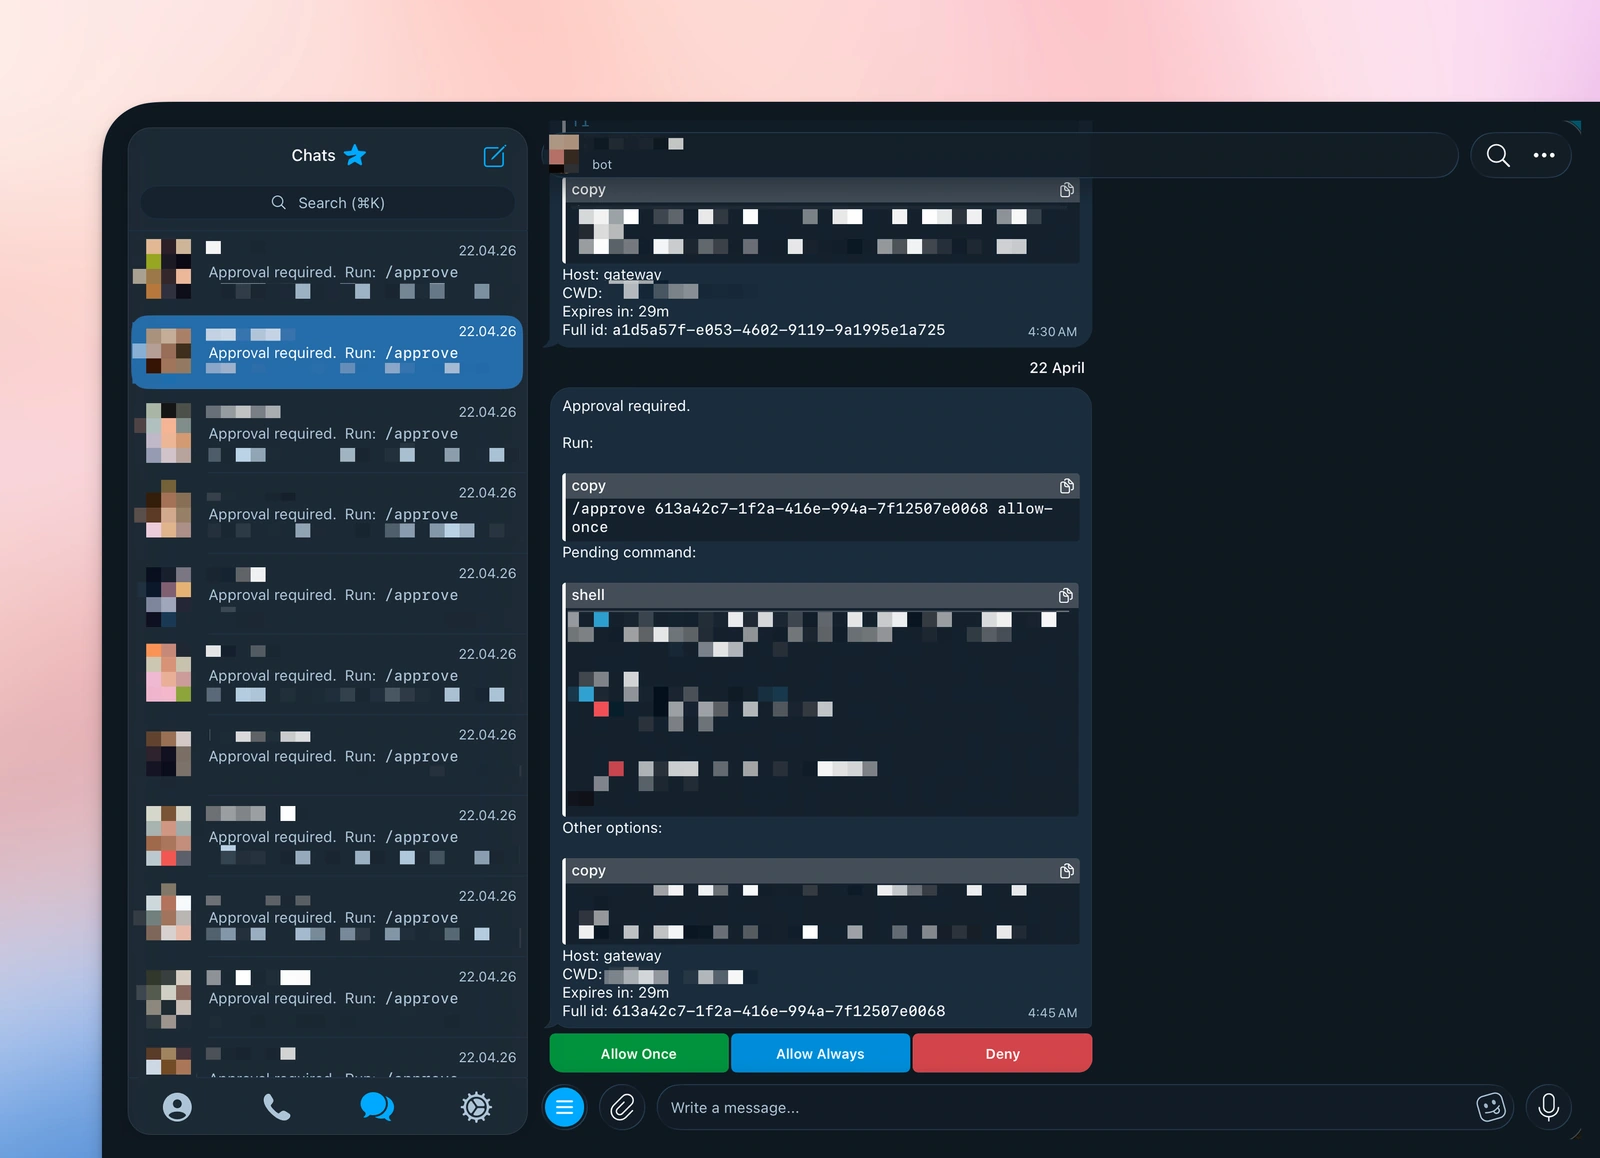 Chats
Search (⌘K)
22.04.26
Approval required. Run: /approve
22.04.26
Approval required. Run: /approve
22.04.26
Approval required. Run: /approve
22.04.26
Approval required. Run: /approve
22.04.26
Approval required. Run: /approve
22.04.26
Approval required. Run: /approve
22.04.26
Approval required. Run: /approve
22.04.26
Approval required. Run: /approve
22.04.26
Approval required. Run: /approve
22.04.26
Approval required. Run: /approve
22.04.26
bot
copy
Host: gateway
CWD:
Expires in: 29m
Full id: a1d5a57f-e053-4602-9119-9a1995e1a725
4:30 AM
22 April
Approval required.
Run:
copy
/approve 613a42c7-1f2a-416e-994a-7f12507e0068 allow-
once
Pending command:
shell
Other options:
copy
Host: gateway
CWD:
Expires in: 29m
Full id: 613a42c7-1f2a-416e-994a-7f12507e0068
4:45 AM
Allow Once
Allow Always
Deny
Write a message...